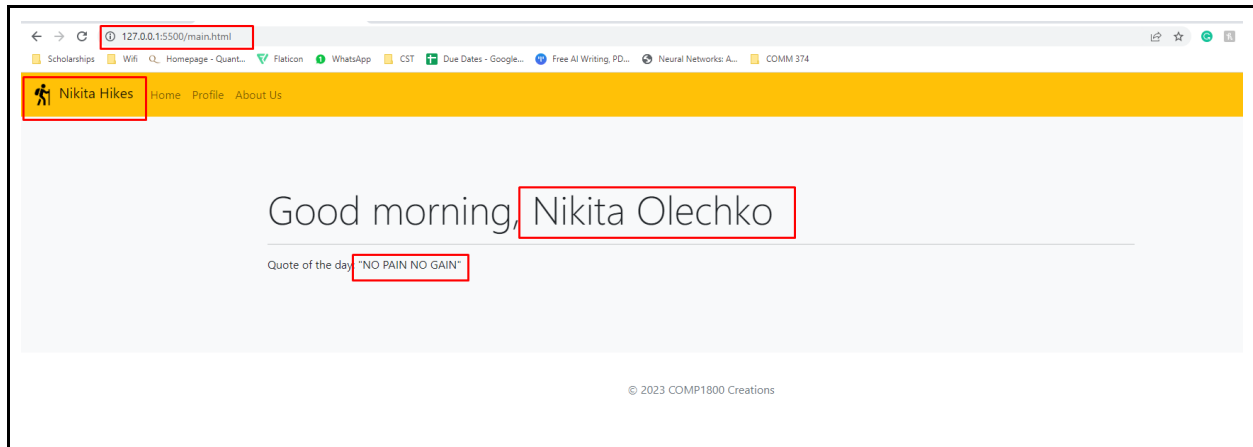 127.0.0.1:5500/main.html
Scholarships Wifi Homepage - Quant... Flaticon WhatsApp CST Due Dates - Google... Free AI Writing, PD... Neural Networks: A... COMM 374
Nikita Hikes Home Profile About Us
Good morning, Nikita Olechko
Quote of the day: "NO PAIN NO GAIN"
© 2023 COMP1800 Creations